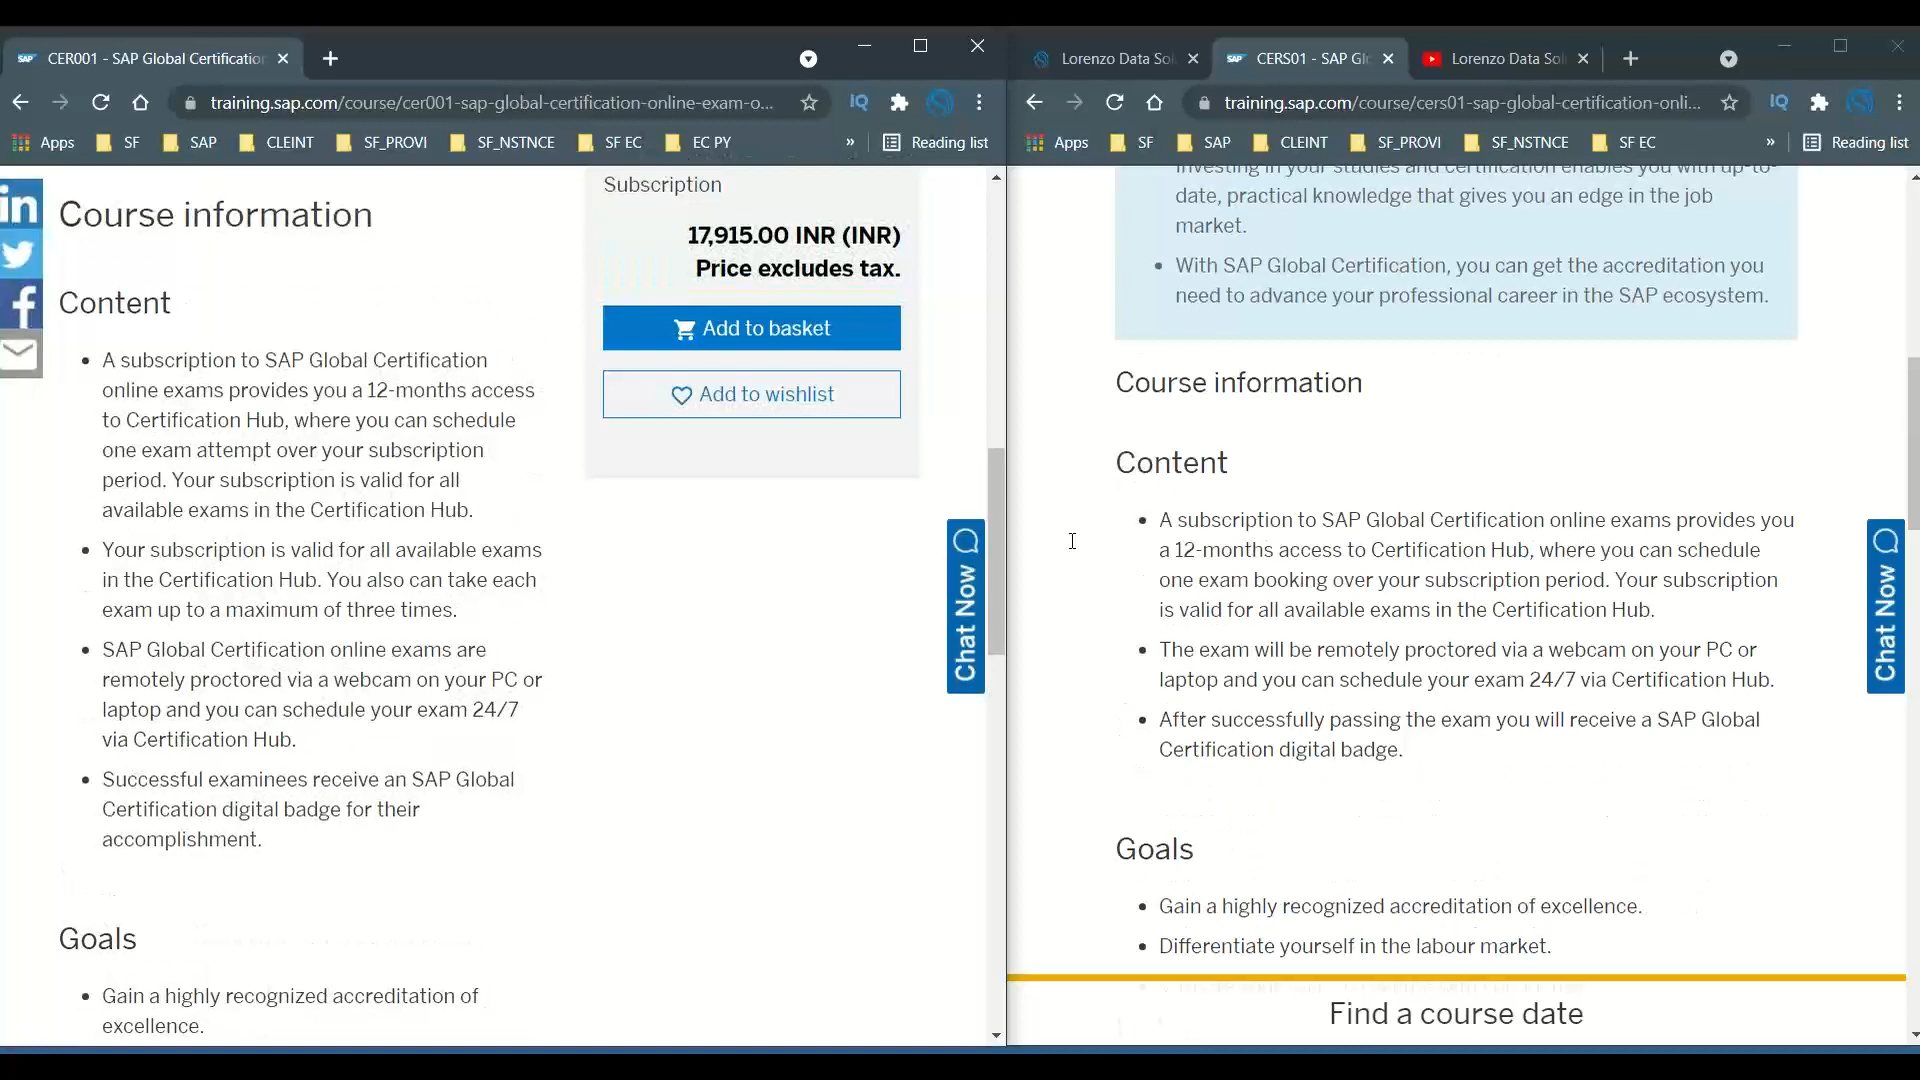 CER001 - SAP Global Certificatio
training.sap.com/course/cer001-sap-global-certification-online-exam-o...
IQ
Apps
SF
SAP
CLEINT
SF_PROVI
SF_NSTNCE
SF EC
EC PY
»
Reading list
in
Course information
Content
• A subscription to SAP Global Certification
online exams provides you a 12-months access
to Certification Hub, where you can schedule
one exam attempt over your subscription
period. Your subscription is valid for all
available exams in the Certification Hub.
• Your subscription is valid for all available exams
in the Certification Hub. You also can take each
exam up to a maximum of three times.
• SAP Global Certification online exams are
remotely proctored via a webcam on your PC or
laptop and you can schedule your exam 24/7
via Certification Hub.
• Successful examinees receive an SAP Global
Certification digital badge for their
accomplishment.
Goals
• Gain a highly recognized accreditation of
excellence.
Subscription
17,915.00 INR (INR)
Price excludes tax.
Add to basket
Add to wishlist
Chat Now
Lorenzo Data Sol
CERS01 - SAP Gl
Lorenzo Data Sol
training.sap.com/course/cers01-sap-global-certification-onli...
IQ
Apps
SF
SAP
CLEINT
SF_PROVI
SF_NSTNCE
SF EC
»
Reading list
investing in your studies and certification enables you with up-to-
date, practical knowledge that gives you an edge in the job
market.
• With SAP Global Certification, you can get the accreditation you
need to advance your professional career in the SAP ecosystem.
Course information
Content
• A subscription to SAP Global Certification online exams provides you
a 12-months access to Certification Hub, where you can schedule
one exam booking over your subscription period. Your subscription
is valid for all available exams in the Certification Hub.
• The exam will be remotely proctored via a webcam on your PC or
laptop and you can schedule your exam 24/7 via Certification Hub.
• After successfully passing the exam you will receive a SAP Global
Certification digital badge.
Goals
• Gain a highly recognized accreditation of excellence.
• Differentiate yourself in the labour market.
Find a course date
Chat Now